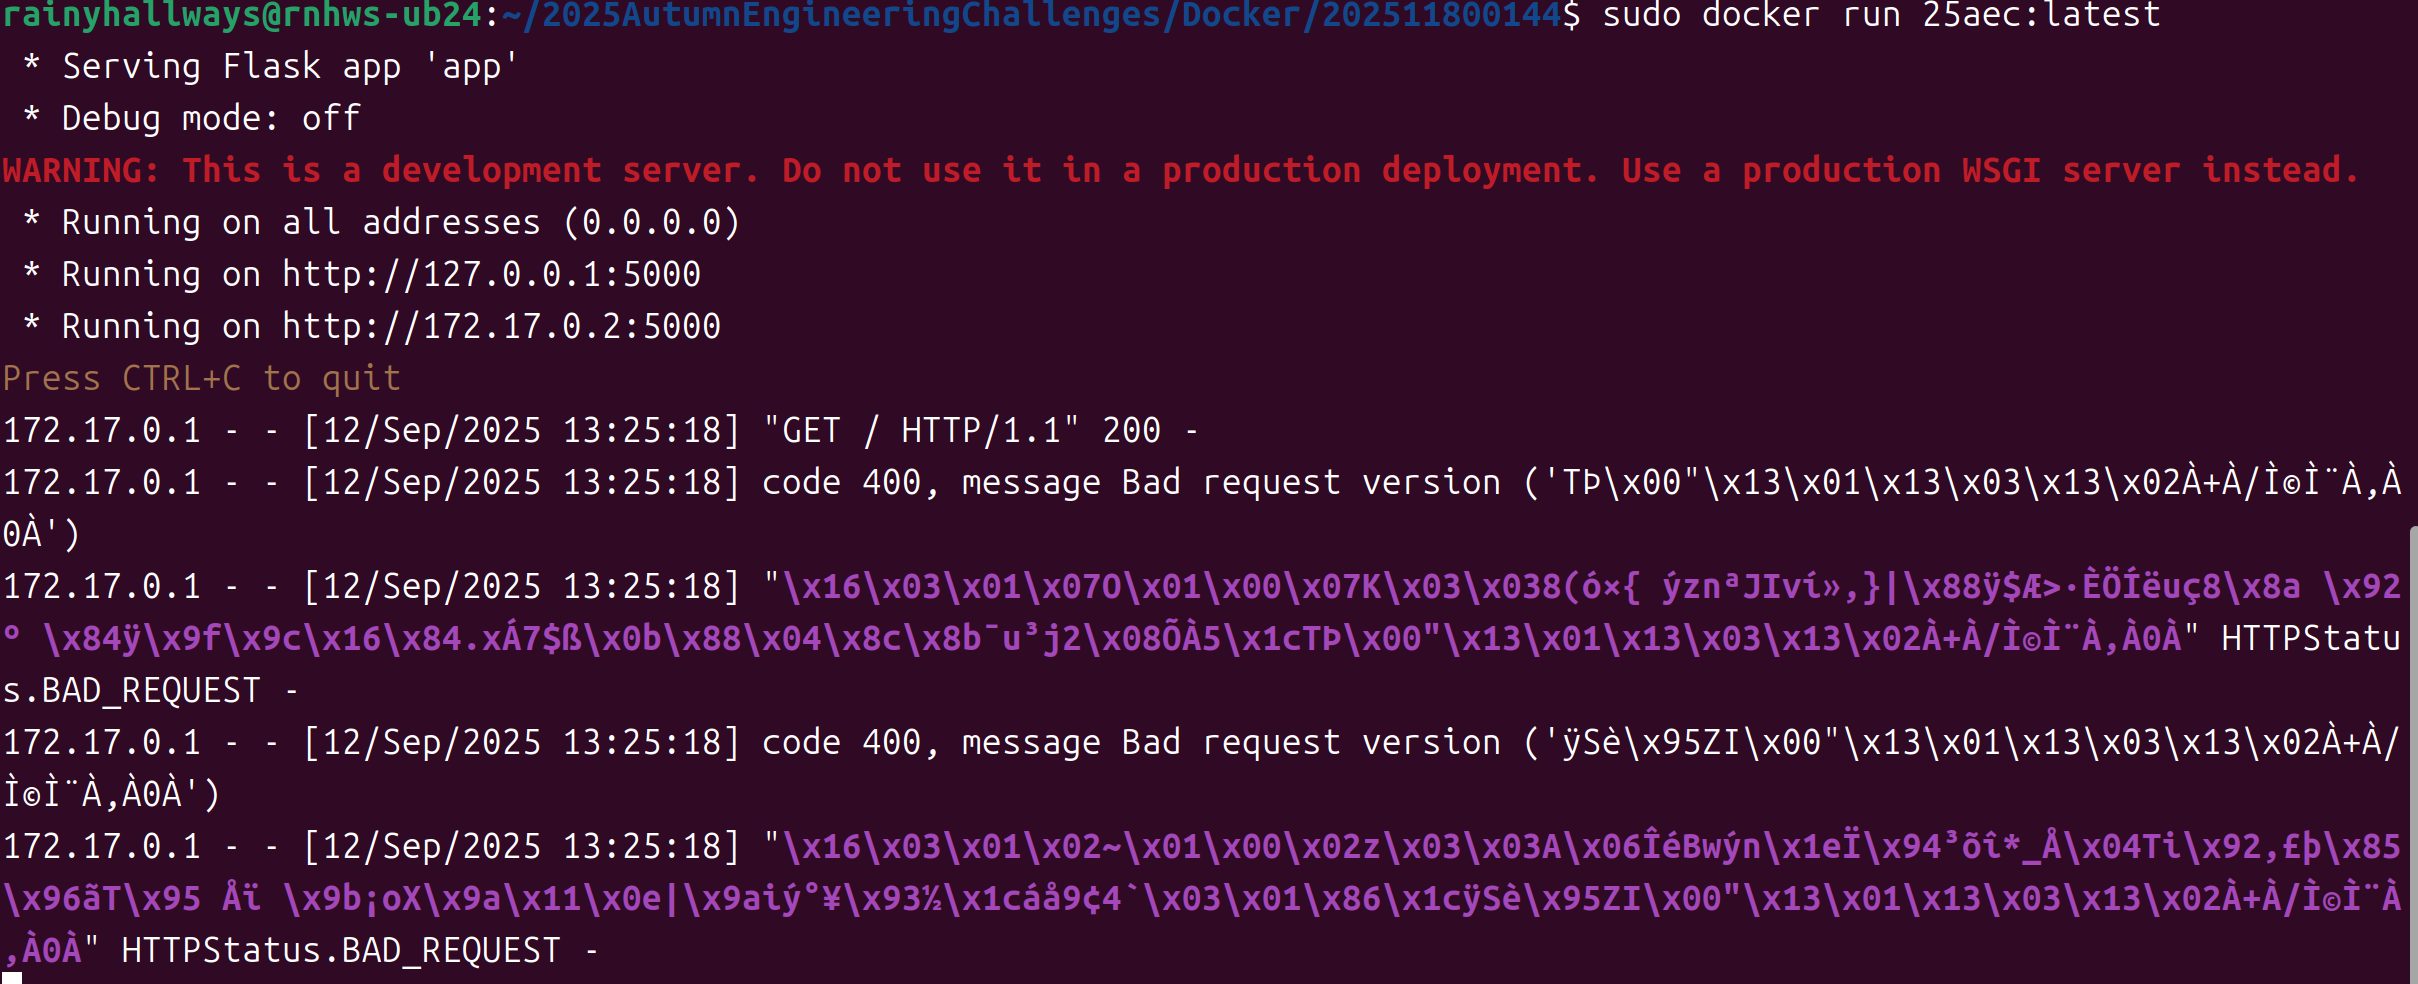 rainyhallways@rnhws-ub24:~/2025AutumnEngineeringChallenges/Docker/202511800144$ sudo docker run 25aec:latest
 * Serving Flask app 'app'
 * Debug mode: off
WARNING: This is a development server. Do not use it in a production deployment. Use a production WSGI server instead.
 * Running on all addresses (0.0.0.0)
 * Running on http://127.0.0.1:5000
 * Running on http://172.17.0.2:5000
Press CTRL+C to quit
172.17.0.1 - - [12/Sep/2025 13:25:18] "GET / HTTP/1.1" 200 -
172.17.0.1 - - [12/Sep/2025 13:25:18] code 400, message Bad request version ('TÞ\x00"\x13\x01\x13\x03\x13\x02À+À/Ì©Ì¨À,À
0À')
172.17.0.1 - - [12/Sep/2025 13:25:18] "\x16\x03\x01\x07O\x01\x00\x07K\x03\x038(ó×{ ýznªJIví»,}|\x88ÿ$Æ>·ÈÖÍëuç8\x8a \x92
º \x84ÿ\x9f\x9c\x16\x84.xÁ7$ß\x0b\x88\x04\x8c\x8b¯u³j2\x08ÕÀ5\x1cTÞ\x00"\x13\x01\x13\x03\x13\x02À+À/Ì©Ì¨À,À0À" HTTPStatu
s.BAD_REQUEST -
172.17.0.1 - - [12/Sep/2025 13:25:18] code 400, message Bad request version ('ÿSè\x95ZI\x00"\x13\x01\x13\x03\x13\x02À+À/
Ì©Ì¨À,À0À')
172.17.0.1 - - [12/Sep/2025 13:25:18] "\x16\x03\x01\x02~\x01\x00\x02z\x03\x03A\x06ÎéBwýn\x1eÏ\x94³õî*_Å\x04Ti\x92,£þ\x85
\x96ãT\x95 Åï \x9b¡oX\x9a\x11\x0e|\x9aiý°¥\x93½\x1cáå9¢4`\x03\x01\x86\x1cÿSè\x95ZI\x00"\x13\x01\x13\x03\x13\x02À+À/Ì©Ì¨À
,À0À" HTTPStatus.BAD_REQUEST -